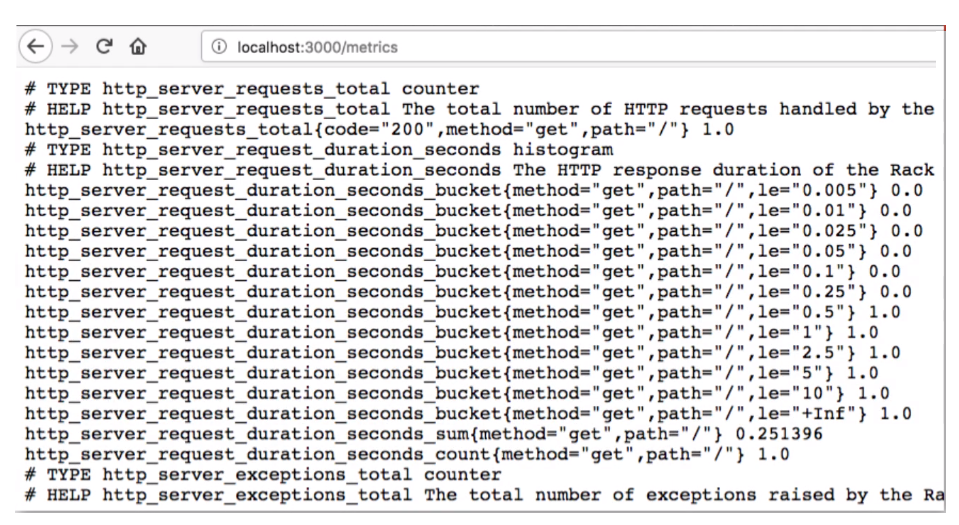 localhost:3000/metrics
# TYPE http_server_requests_total counter
# HELP http_server_requests_total The total number of HTTP requests handled by the
http_server_requests_total{code="200",method="get",path="/"} 1.0
# TYPE http_server_request_duration_seconds histogram
# HELP http_server_request_duration_seconds The HTTP response duration of the Rack
http_server_request_duration_seconds_bucket{method="get",path="/",le="0.005"} 0.0
http_server_request_duration_seconds_bucket{method="get",path="/",le="0.01"} 0.0
http_server_request_duration_seconds_bucket{method="get",path="/",le="0.025"} 0.0
http_server_request_duration_seconds_bucket{method="get",path="/",le="0.05"} 0.0
http_server_request_duration_seconds_bucket{method="get",path="/",le="0.1"} 0.0
http_server_request_duration_seconds_bucket{method="get",path="/",le="0.25"} 0.0
http_server_request_duration_seconds_bucket{method="get",path="/",le="0.5"} 1.0
http_server_request_duration_seconds_bucket{method="get",path="/",le="1"} 1.0
http_server_request_duration_seconds_bucket{method="get",path="/",le="2.5"} 1.0
http_server_request_duration_seconds_bucket{method="get",path="/",le="5"} 1.0
http_server_request_duration_seconds_bucket{method="get",path="/",le="10"} 1.0
http_server_request_duration_seconds_bucket{method="get",path="/",le="+Inf"} 1.0
http_server_request_duration_seconds_sum{method="get",path="/"} 0.251396
http_server_request_duration_seconds_count{method="get",path="/"} 1.0
# TYPE http_server_exceptions_total counter
# HELP http_server_exceptions_total The total number of exceptions raised by the Ra